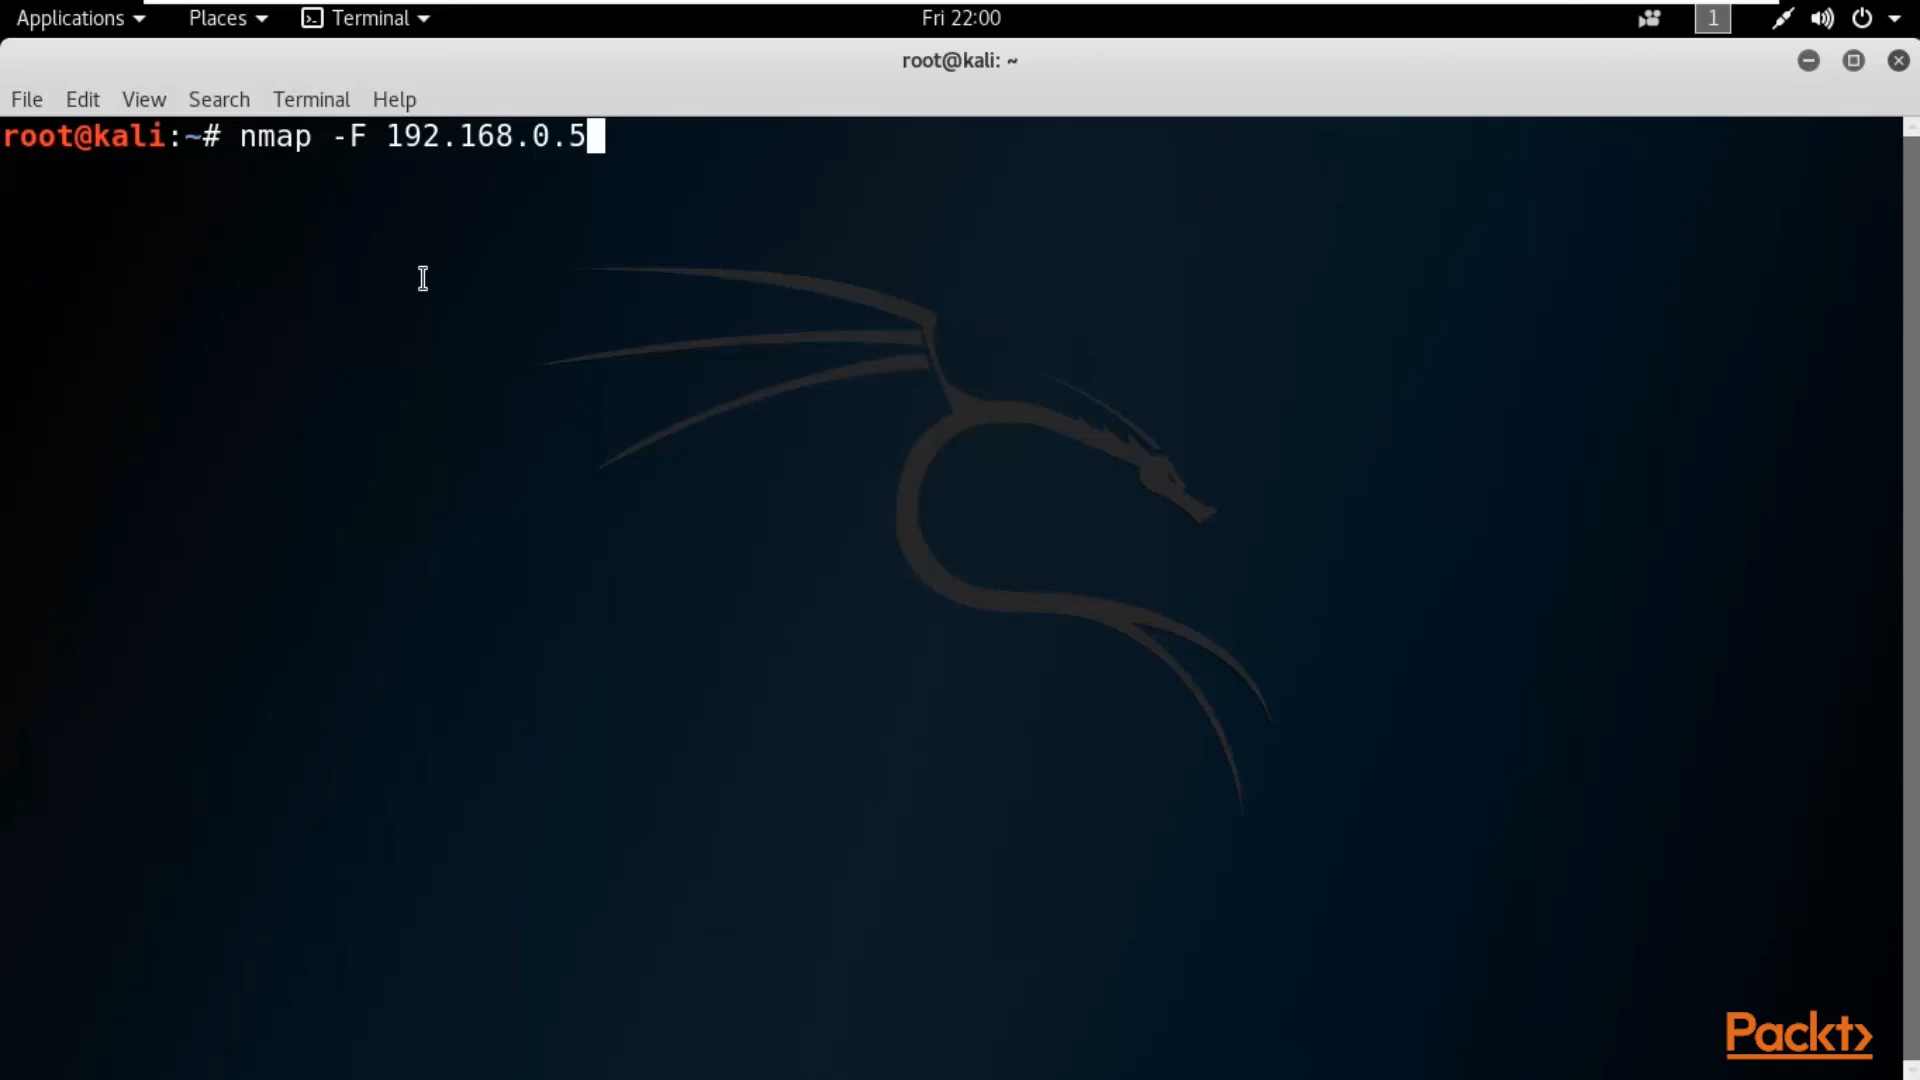 Applications Places Terminal Fri 22:00 1
root@kali: ~
File Edit View Search Terminal Help
root@kali:~# nmap -F 192.168.0.5
Packt>